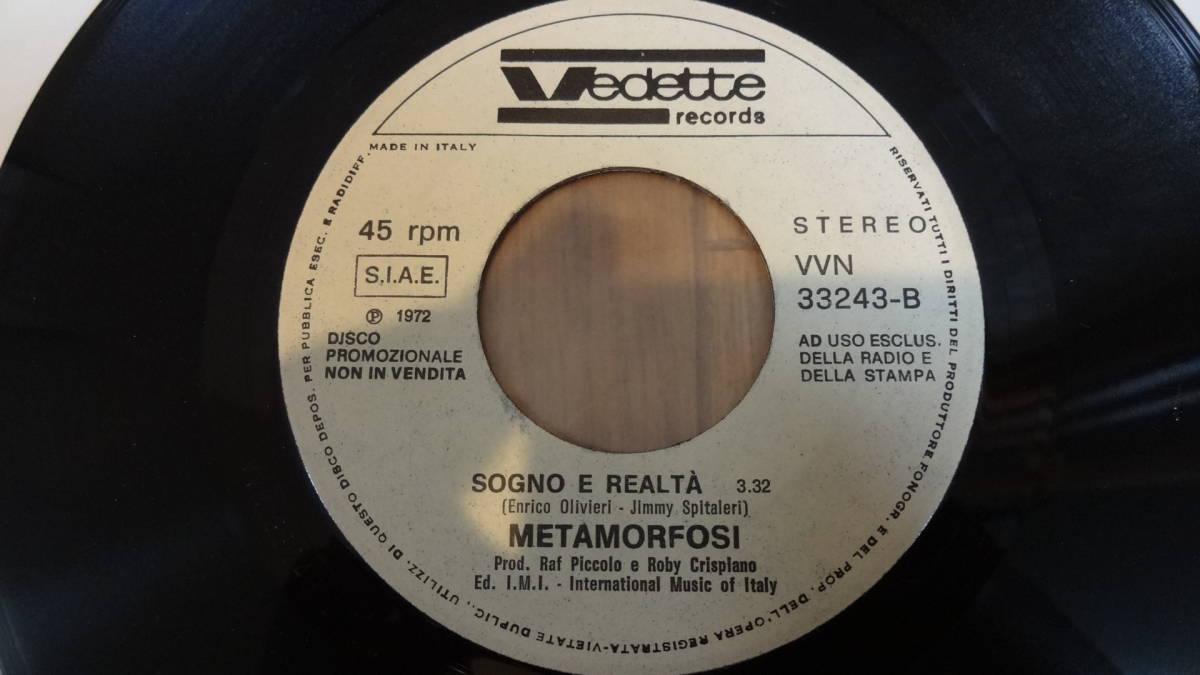 Vedette
records
MADE IN ITALY
45 rpm
S.I.A.E.
℗ 1972
DISCO
PROMOZIONALE
NON IN VENDITA
STEREO
VVN
33243-B
AD USO ESCLUS.
DELLA RADIO E
DELLA STAMPA
SOGNO E REALTÀ 3.32
(Enrico Olivieri - Jimmy Spitaleri)
METAMORFOSI
Prod. Raf Piccolo e Roby Crispiano
Ed. I.M.I. - International Music of Italy
RISERVATI TUTTI I DIRITTI DEL PRODUTTORE FONOGR. E DEL PROP. DELL'OPERA REGISTRATA-VIETATE DUPLIC., UTILIZZ. DI QUESTO DISCO DEPOS. PER PUBBLICA ESEC. E RADIODIFF.